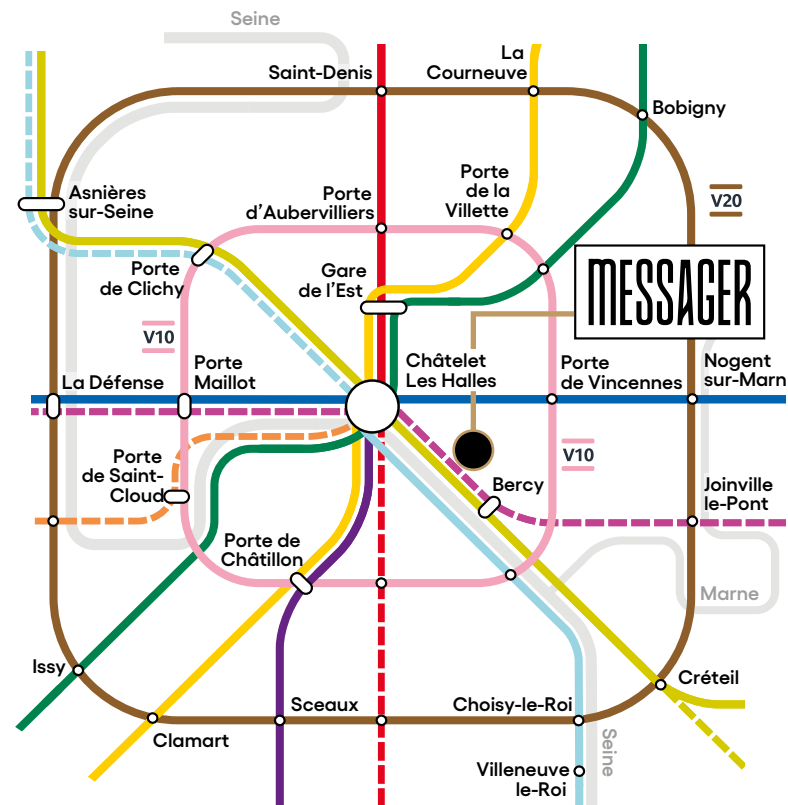 Seine
Saint-Denis
La
Courneuve
Bobigny
Asnières
sur-Seine
Porte
d'Aubervilliers
Porte
de la
Villette
V20
Porte
de Clichy
Gare
de l'Est
MESSAGER
V10
La Défense
Porte
Maillot
Châtelet
Les Halles
Porte
de Vincennes
Nogent
sur-Marn
Porte
de Saint-
Cloud
V10
Bercy
Joinville
le-Pont
Porte de
Châtillon
Marne
Issy
Créteil
Sceaux
Choisy-le-Roi
Clamart
Seine
Villeneuve
le-Roi